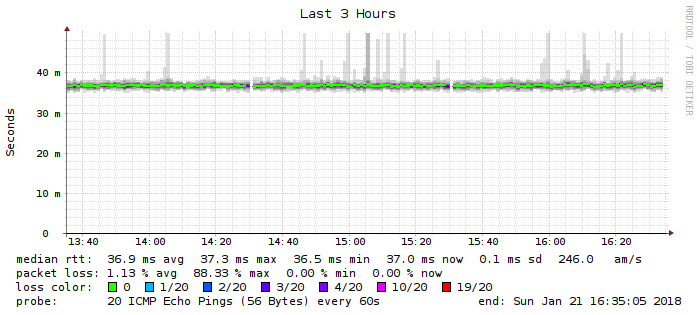 Last 3 Hours
RRDTOOL / TOBI OETIKER
Seconds
40 m
30 m
20 m
10 m
0
13:40 14:00 14:20 14:40 15:00 15:20 15:40 16:00 16:20
median rtt: 36.9 ms avg 37.3 ms max 36.5 ms min 37.0 ms now 0.1 ms sd 246.0 am/s
packet loss: 1.13 % avg 88.33 % max 0.00 % min 0.00 % now
loss color: 0 1/20 2/20 3/20 4/20 10/20 19/20
probe: 20 ICMP Echo Pings (56 Bytes) every 60s end: Sun Jan 21 16:35:05 2018